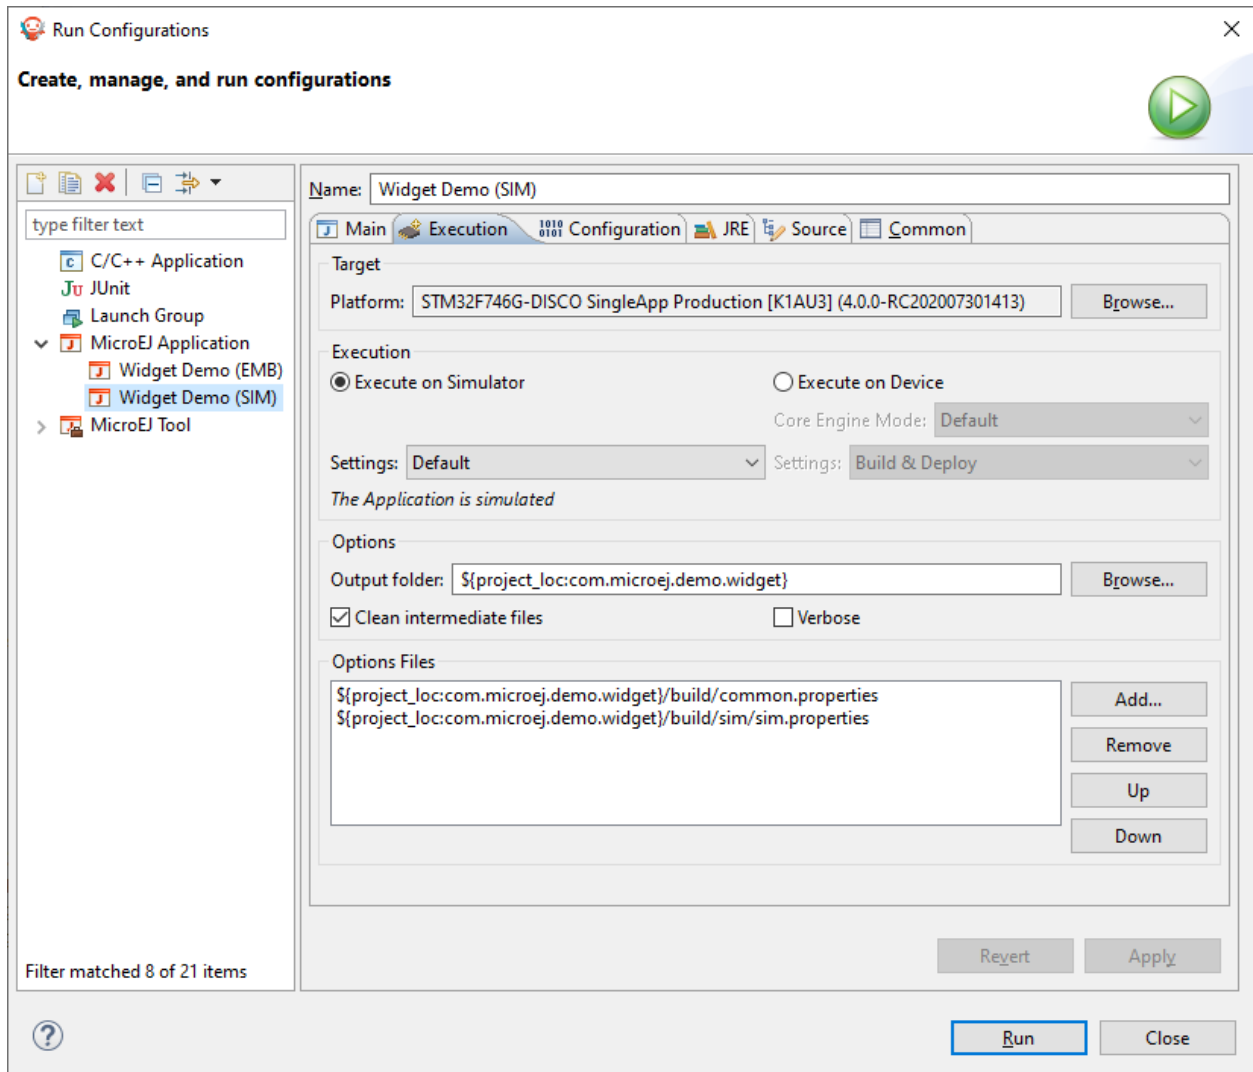 Run Configurations
Create, manage, and run configurations
type filter text
C/C++ Application
JUnit
Launch Group
MicroEJ Application
Widget Demo (EMB)
Widget Demo (SIM)
MicroEJ Tool
Filter matched 8 of 21 items
Name: Widget Demo (SIM)
Main Execution Configuration JRE Source Common
Target
Platform: STM32F746G-DISCO SingleApp Production [K1AU3] (4.0.0-RC202007301413) Browse...
Execution
Execute on Simulator Execute on Device
Core Engine Mode: Default
Settings: Default Settings: Build & Deploy
The Application is simulated
Options
Output folder: ${project_loc:com.microej.demo.widget} Browse...
Clean intermediate files Verbose
Options Files
${project_loc:com.microej.demo.widget}/build/common.properties
${project_loc:com.microej.demo.widget}/build/sim/sim.properties
Add...
Remove
Up
Down
Revert Apply
Run Close